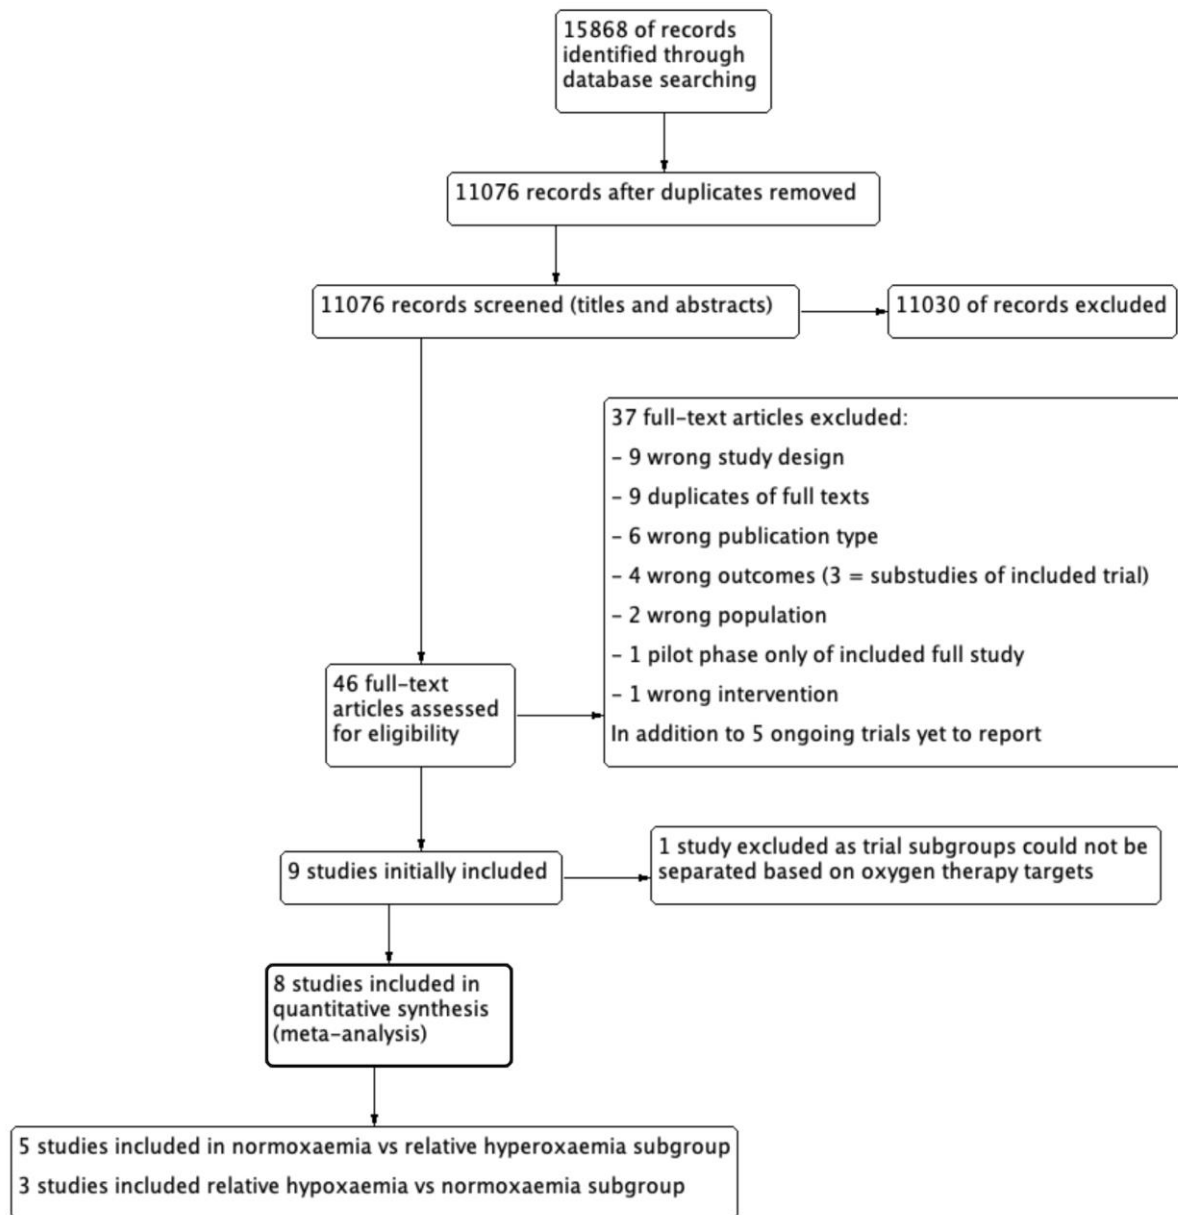 15868 of records
identified through
database searching
11076 records after duplicates removed
11076 records screened (titles and abstracts)
11030 of records excluded
37 full-text articles excluded:
- 9 wrong study design
- 9 duplicates of full texts
- 6 wrong publication type
- 4 wrong outcomes (3 = substudies of included trial)
- 2 wrong population
- 1 pilot phase only of included full study
- 1 wrong intervention
In addition to 5 ongoing trials yet to report
46 full-text
articles assessed
for eligibility
9 studies initially included
1 study excluded as trial subgroups could not be
separated based on oxygen therapy targets
8 studies included in
quantitative synthesis
(meta-analysis)
5 studies included in normoxaemia vs relative hyperoxaemia subgroup
3 studies included relative hypoxaemia vs normoxaemia subgroup